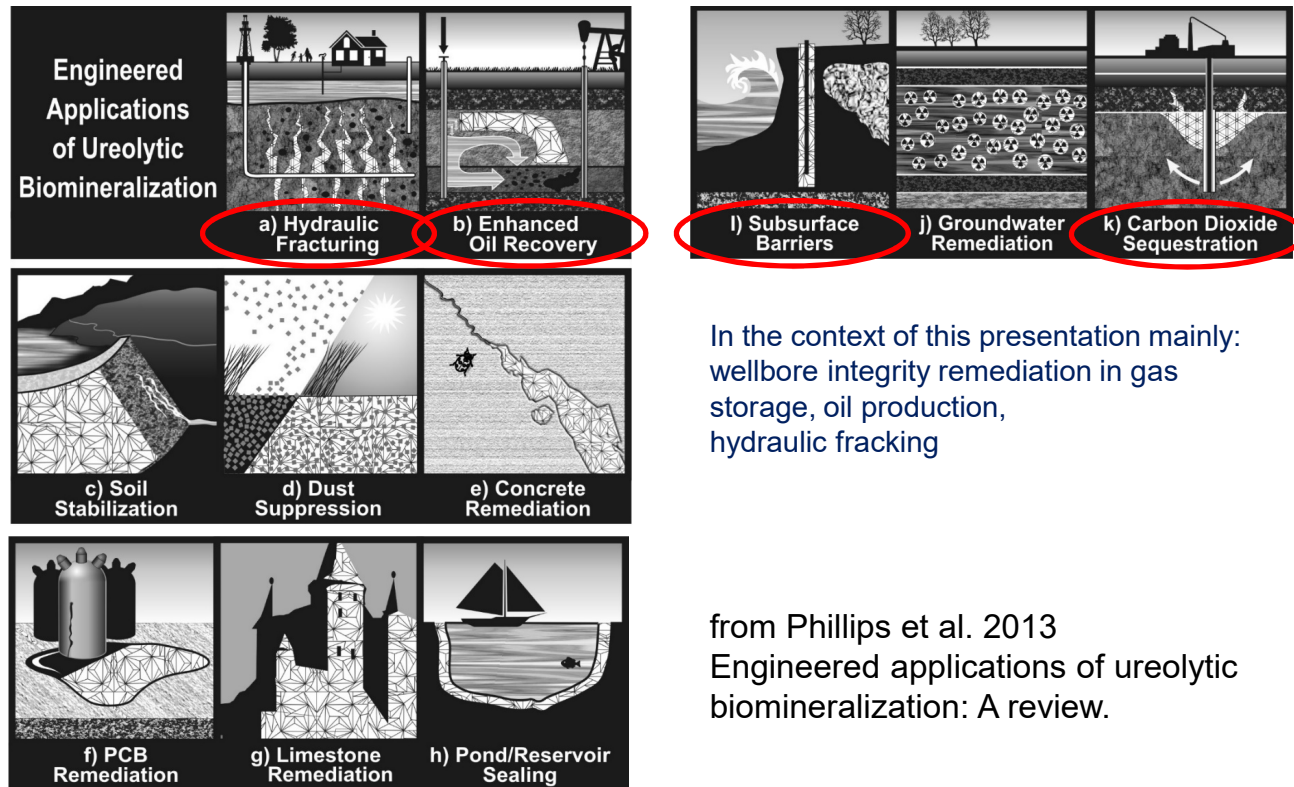 Engineered
Applications
of Ureolytic
Biomineralization
a) Hydraulic
Fracturing
b) Enhanced
Oil Recovery
l) Subsurface
Barriers
j) Groundwater
Remediation
k) Carbon Dioxide
Sequestration
c) Soil
Stabilization
d) Dust
Suppression
e) Concrete
Remediation
In the context of this presentation mainly:
wellbore integrity remediation in gas
storage, oil production,
hydraulic fracking
f) PCB
Remediation
g) Limestone
Remediation
h) Pond/Reservoir
Sealing
from Phillips et al. 2013
Engineered applications of ureolytic
biomineralization: A review.